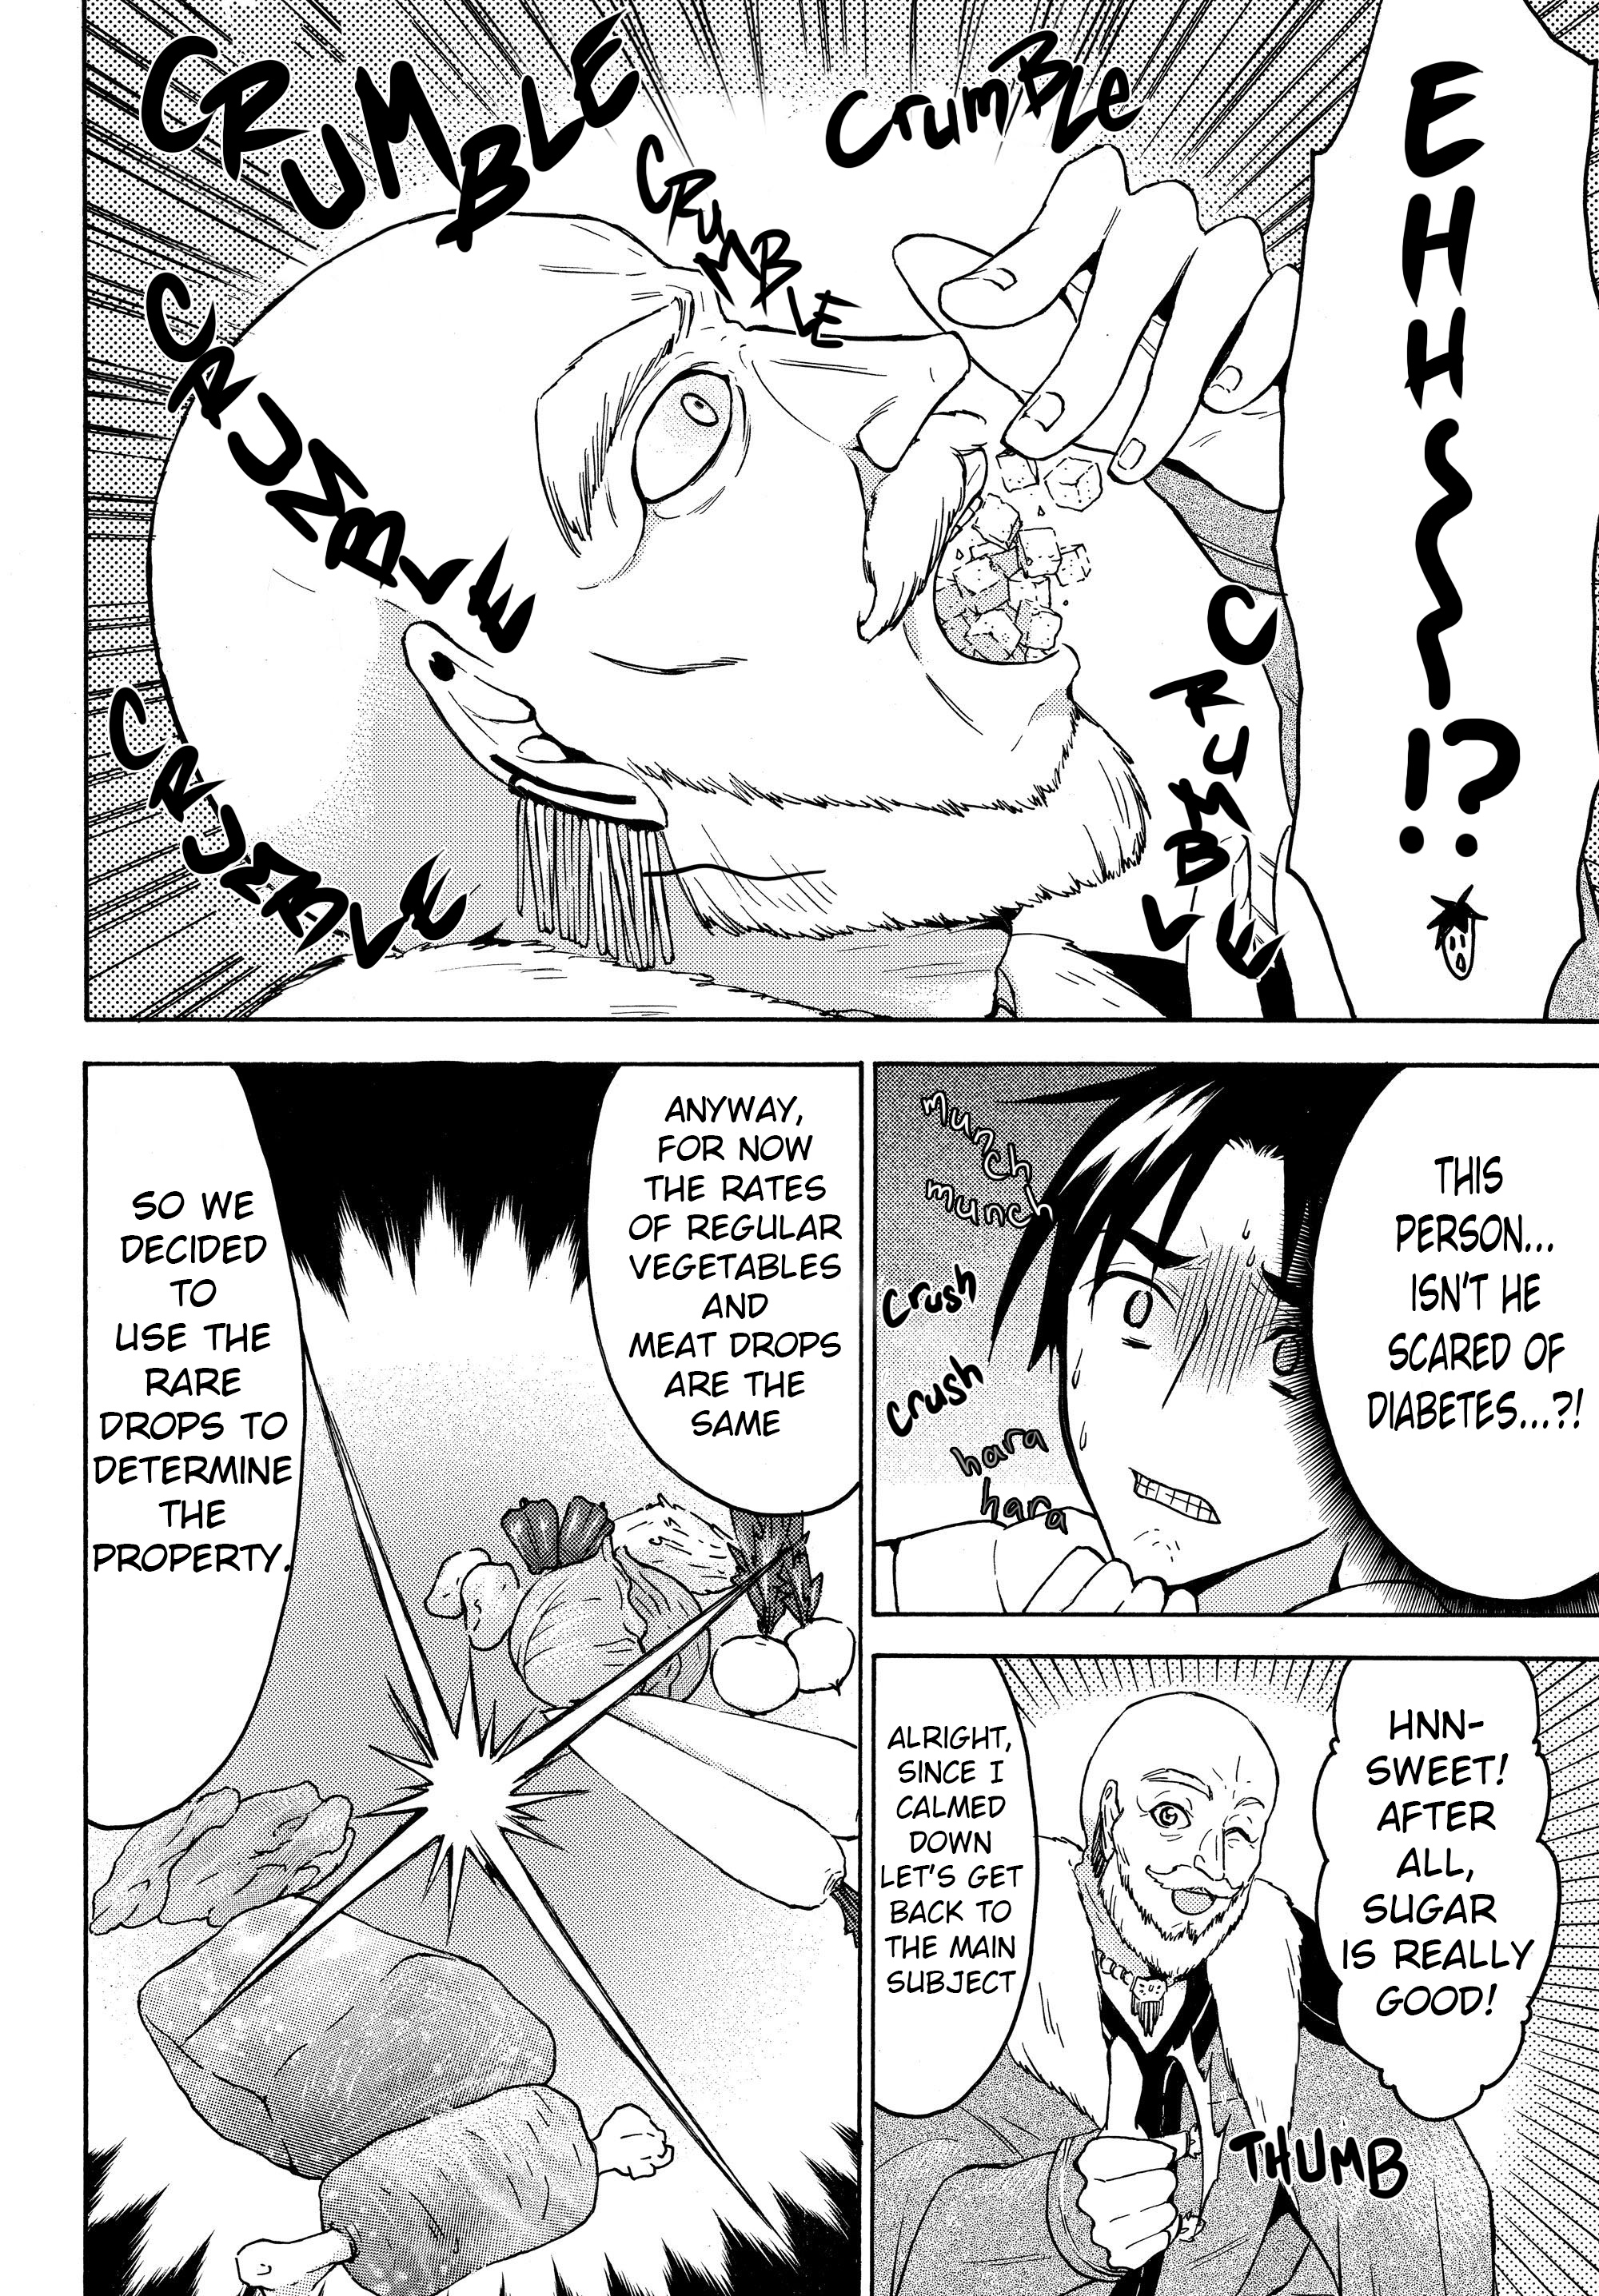 EHH~~!?
CRUMBLE
CRUMBLE
CRUMBLE
CRUMBLE
CRUMBLE
CRUMBLE
THIS
PERSON...
ISN'T HE
SCARED OF
DIABETES...?!
munch
munch
crush
crush
hara
hara
HNN-
SWEET!
AFTER
ALL,
SUGAR
IS REALLY
GOOD!
ALRIGHT,
SINCE I
CALMED
DOWN
LET'S GET
BACK TO
THE MAIN
SUBJECT
THUMB
ANYWAY,
FOR NOW
THE RATES
OF REGULAR
VEGETABLES
AND
MEAT DROPS
ARE THE
SAME
SO WE
DECIDED
TO
USE THE
RARE
DROPS TO
DETERMINE
THE
PROPERTY.